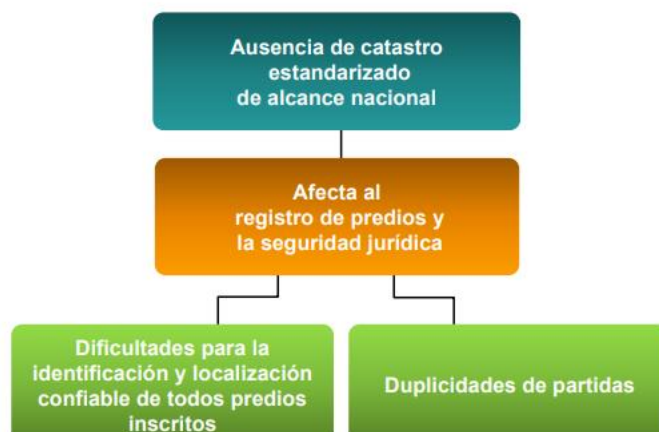 Ausencia de catastro
estandarizado
de alcance nacional
Afecta al
registro de predios y
la seguridad jurídica
Dificultades para la
identificación y localización
confiable de todos predios
inscritos
Duplicidades de partidas